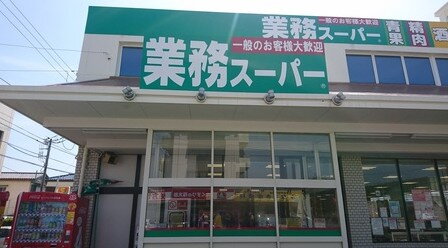 一般のお客様大歓迎
業務スーパー
青果
精肉
酒
一般のお客様大歓迎
業務スーパー®